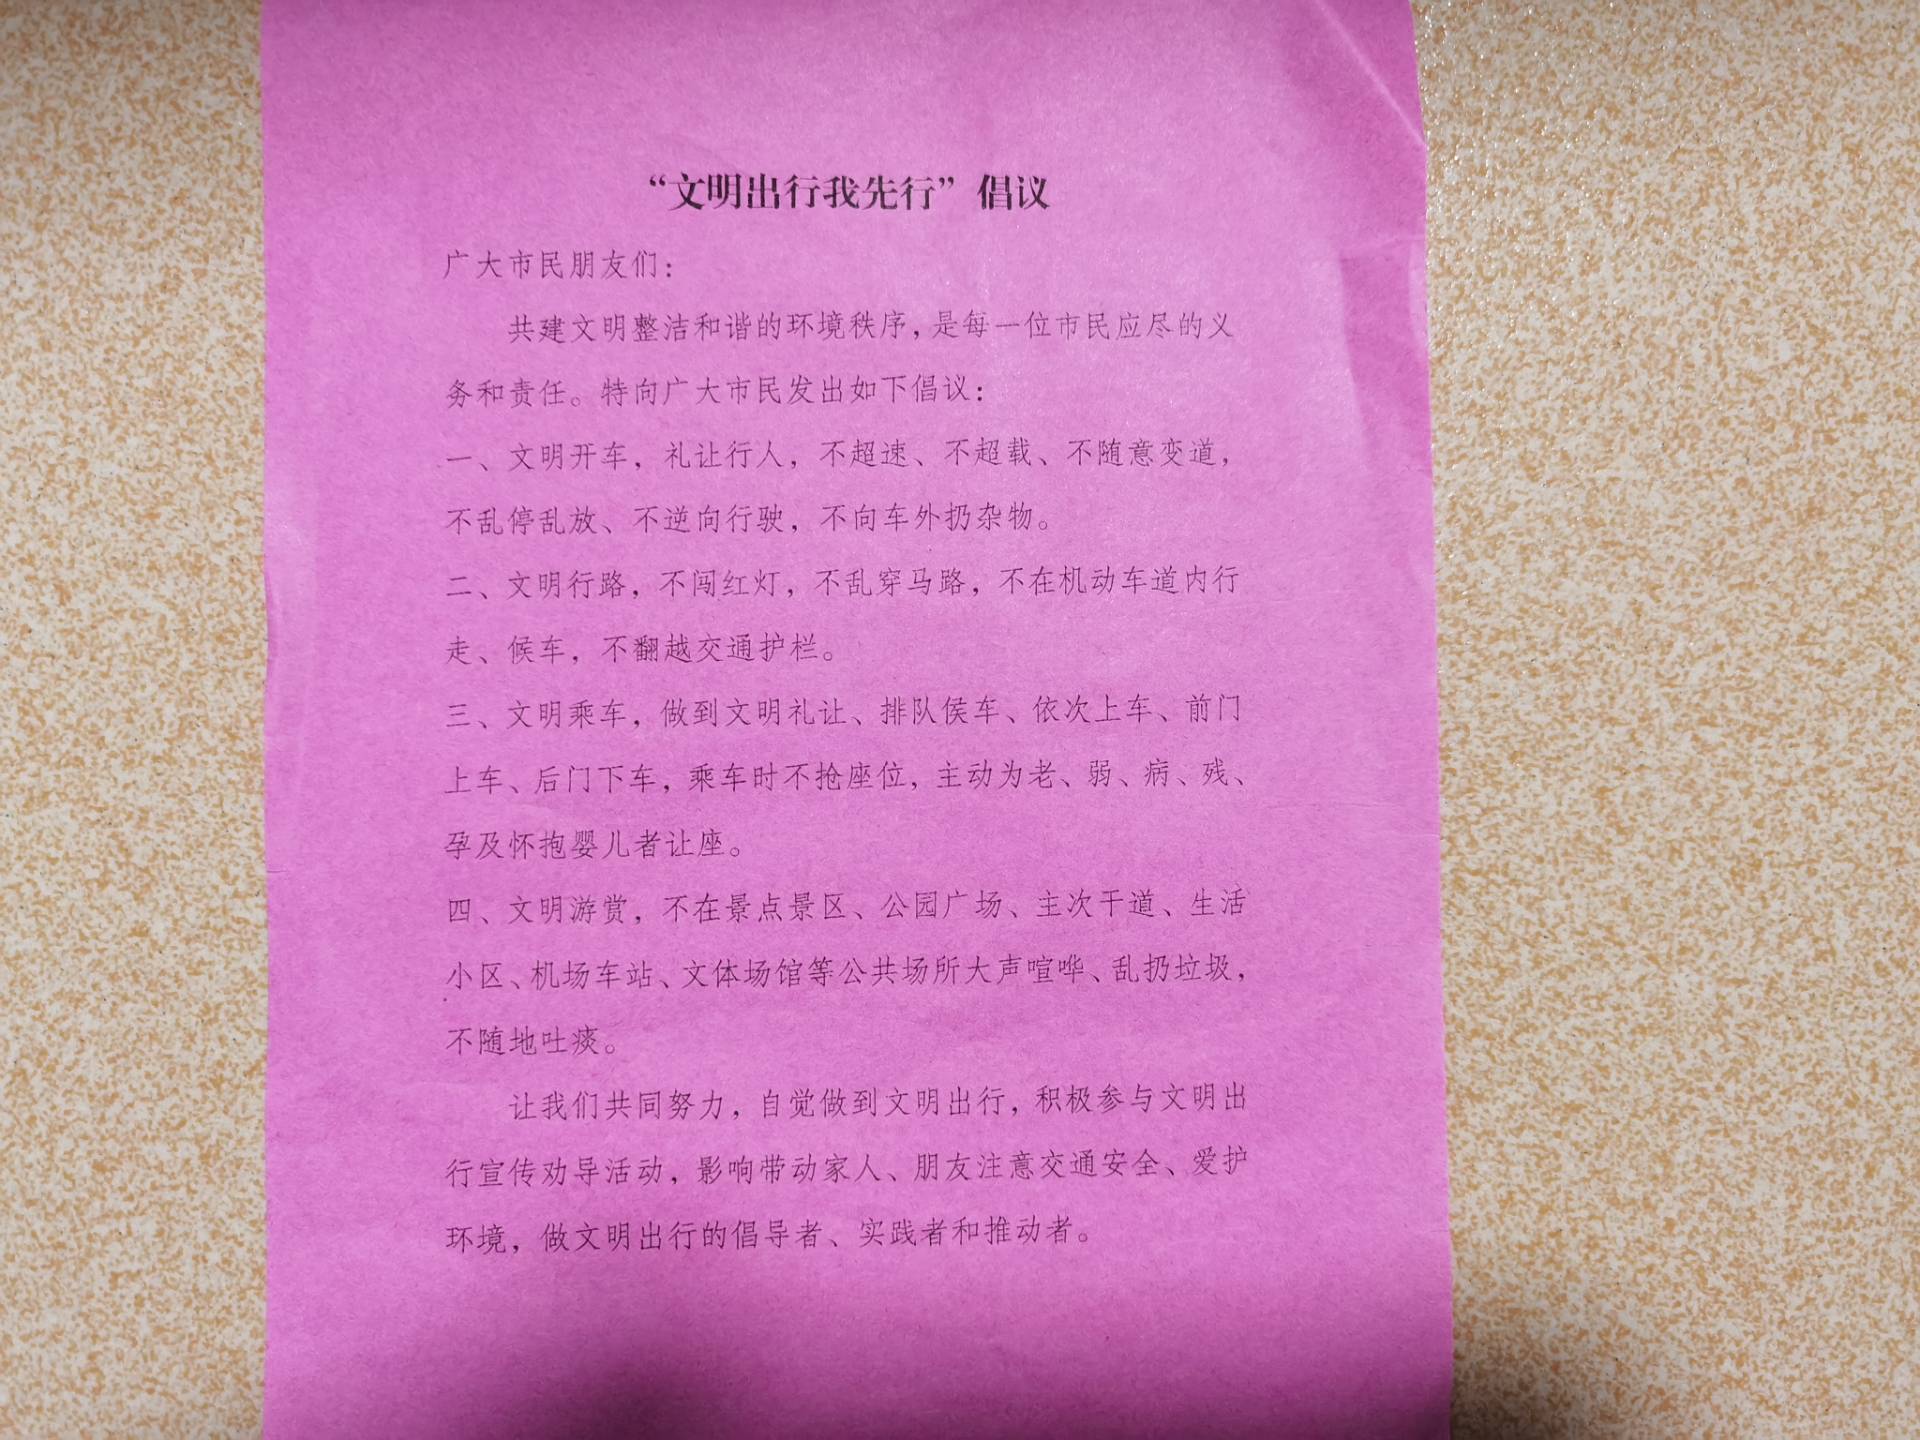 “文明出行我先行”倡议
广大市民朋友们：
共建文明整洁和谐的环境秩序，是每一位市民应尽的义
务和责任。特向广大市民发出如下倡议：
一、文明开车，礼让行人，不超速、不超载、不随意变道，
不乱停乱放、不逆向行驶，不向车外扔杂物。
二、文明行路，不闯红灯，不乱穿马路，不在机动车道内行
走、候车，不翻越交通护栏。
三、文明乘车，做到文明礼让、排队侯车、依次上车、前门
上车、后门下车，乘车时不抢座位，主动为老、弱、病、残、
孕及怀抱婴儿者让座。
四、文明游赏，不在景点景区、公园广场、主次干道、生活
小区、机场车站、文体场馆等公共场所大声喧哗、乱扔垃圾，
不随地吐痰。
让我们共同努力，自觉做到文明出行，积极参与文明出
行宣传劝导活动，影响带动家人、朋友注意交通安全、爱护
环境，做文明出行的倡导者、实践者和推动者。